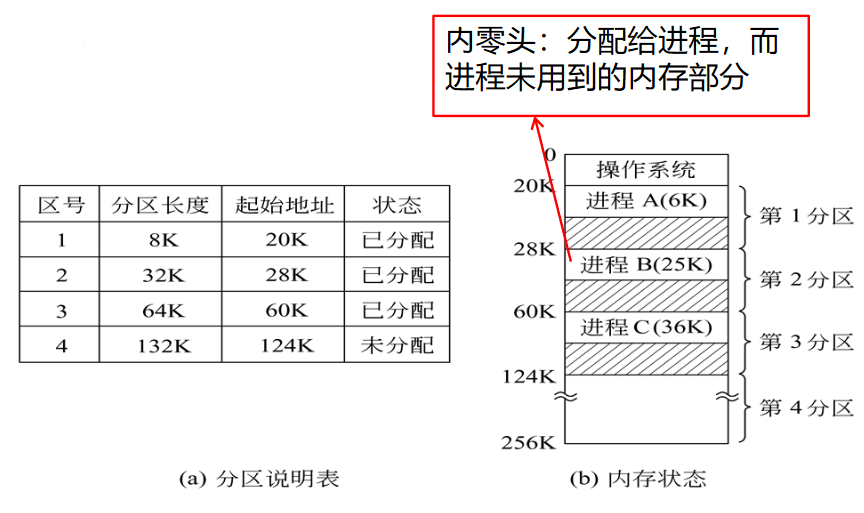 内零头：分配给进程，而
进程未用到的内存部分
区号 分区长度 起始地址 状态
1 8K 20K 已分配
2 32K 28K 已分配
3 64K 60K 已分配
4 132K 124K 未分配
(a) 分区说明表
0
操作系统
20K
进程 A(6K)
第 1 分区
28K
进程 B(25K)
第 2 分区
60K
进程 C(36K)
第 3 分区
124K
第 4 分区
256K
(b) 内存状态